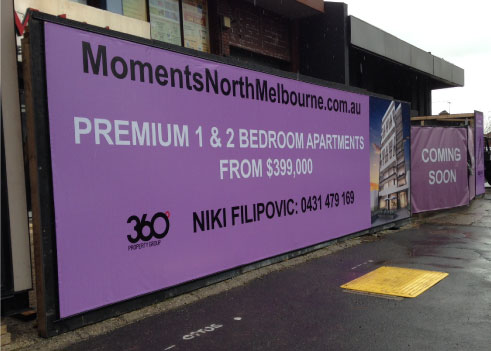 MomentsNorthMelbourne.com.au
PREMIUM 1 & 2 BEDROOM APARTMENTS
FROM $399,000
360°
PROPERTY GROUP
NIKI FILIPOVIC: 0431 479 169
COMING
SOON